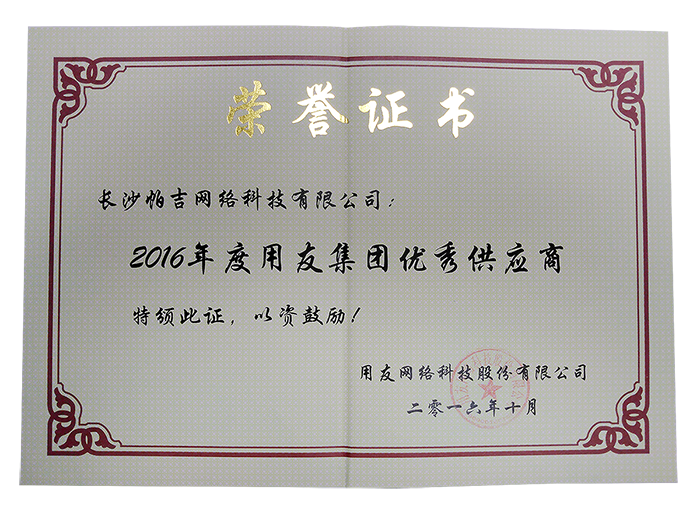 荣誉证书
长沙帕吉网络科技有限公司：
2016年度用友集团优秀供应商
特颁此证，以资鼓励！
用友网络科技股份有限公司
二零一六年十月